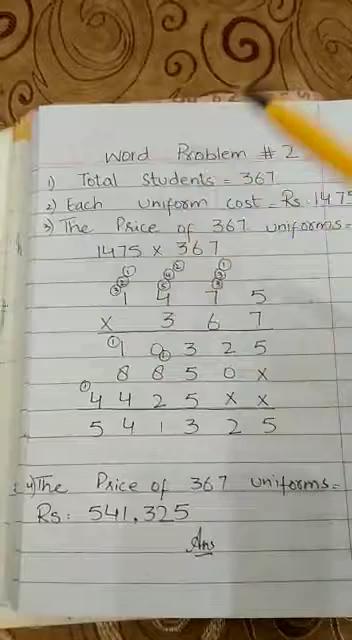 Word Problem # 2
1) Total Students = 367
2) Each uniform cost = Rs. 1475
3) The Price of 367 uniforms =
1475 x 367
1 4 7 5
x 3 6 7
1 9 0 3 2 5
8 8 5 0 x
4 4 2 5 x x
5 4 1 3 2 5
4) The Price of 367 uniforms =
Rs: 541,325
Ans